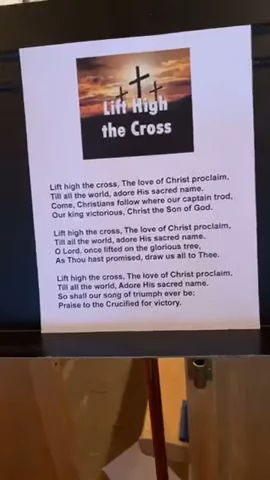 Lift High
the Cross
Lift high the cross, The love of Christ proclaim,
Till all the world, adore His sacred name.
Come, Christians follow where our captain trod,
Our king victorious, Christ the Son of God.
Lift high the cross, The love of Christ proclaim,
Till all the world, adore His sacred name.
O Lord, once lifted on the glorious tree,
As Thou hast promised, draw us all to Thee.
Lift high the cross, The love of Christ proclaim,
Till all the world, Adore His sacred name.
So shall our song of triumph ever be:
Praise to the Crucified for victory.